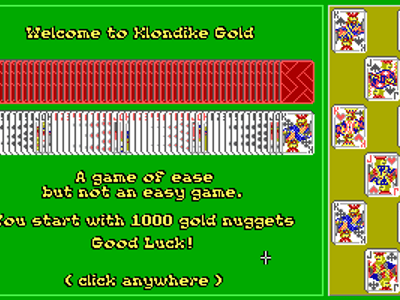 Welcome to Klondike Gold
A game of ease
but not an easy game.
You start with 1000 gold nuggets
Good Luck!
( click anywhere )